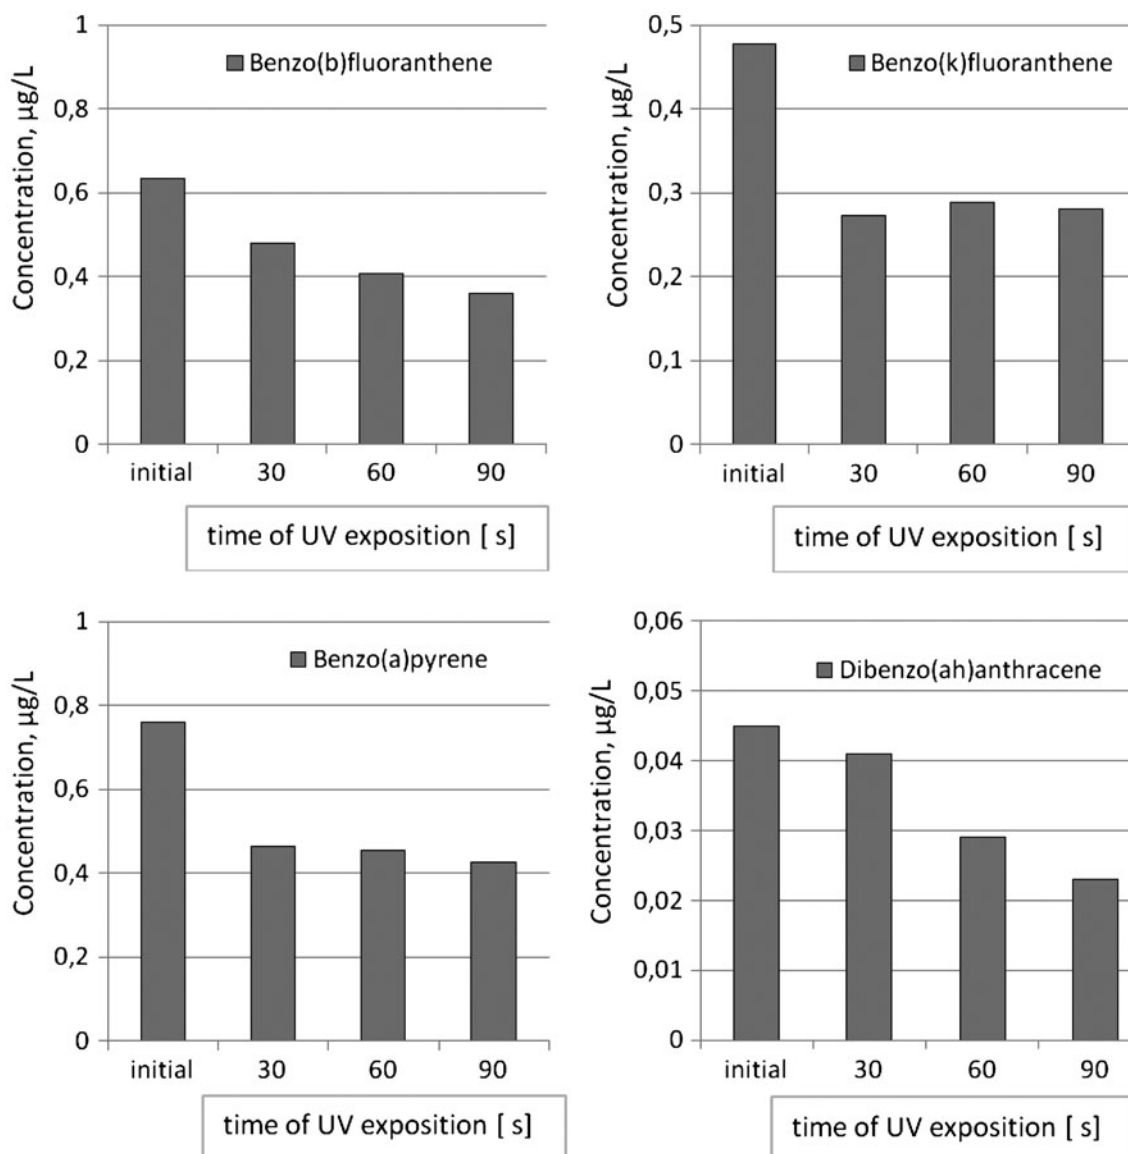 Concentration, µg/L
1
0,8
0,6
0,4
0,2
0
Benzo(b)fluoranthene
initial 30 60 90
time of UV exposition [ s]
Concentration, µg/L
0,5
0,4
0,3
0,2
0,1
0
Benzo(k)fluoranthene
initial 30 60 90
time of UV exposition [ s]
Concentration, µg/L
1
0,8
0,6
0,4
0,2
0
Benzo(a)pyrene
initial 30 60 90
time of UV exposition [ s]
Concentration, µg/L
0,06
0,05
0,04
0,03
0,02
0,01
0
Dibenzo(ah)anthracene
initial 30 60 90
time of UV exposition [ s]